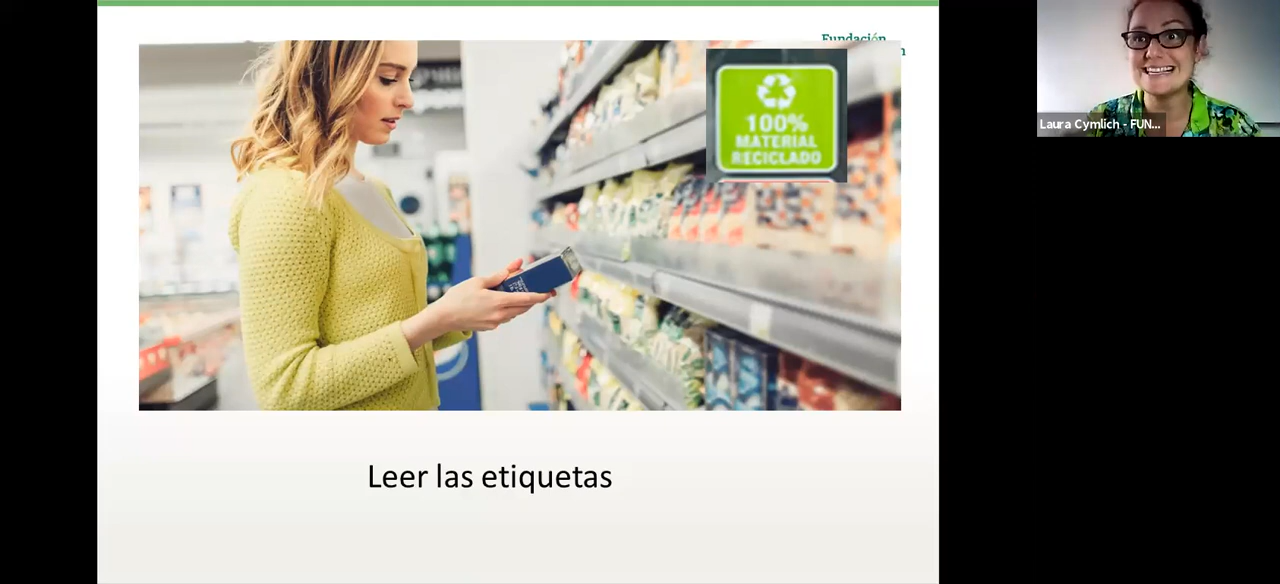 Fundación
100%
MATERIAL
RECICLADO
Laura Cymlich - FUN...
Leer las etiquetas